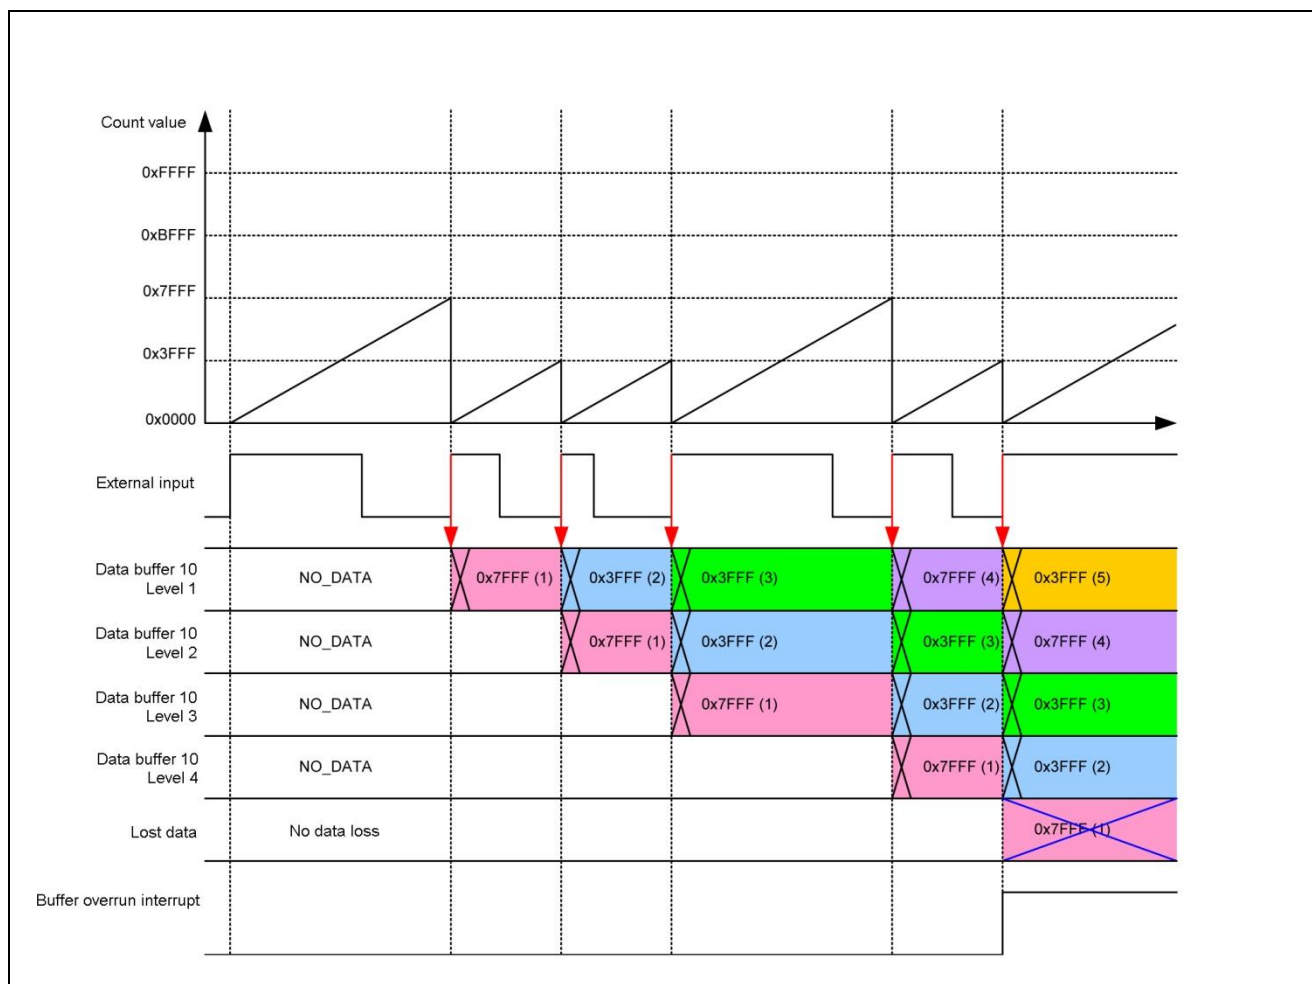 Count value
0xFFFF
0xBFFF
0x7FFF
0x3FFF
0x0000
External input
Data buffer 10
Level 1
NO_DATA
0x7FFF (1)
0x3FFF (2)
0x3FFF (3)
0x7FFF (4)
0x3FFF (5)
Data buffer 10
Level 2
NO_DATA
0x7FFF (1)
0x3FFF (2)
0x3FFF (3)
0x7FFF (4)
Data buffer 10
Level 3
NO_DATA
0x7FFF (1)
0x3FFF (2)
0x3FFF (3)
Data buffer 10
Level 4
NO_DATA
0x7FFF (1)
0x3FFF (2)
Lost data
No data loss
0x7FFF (1)
Buffer overrun interrupt